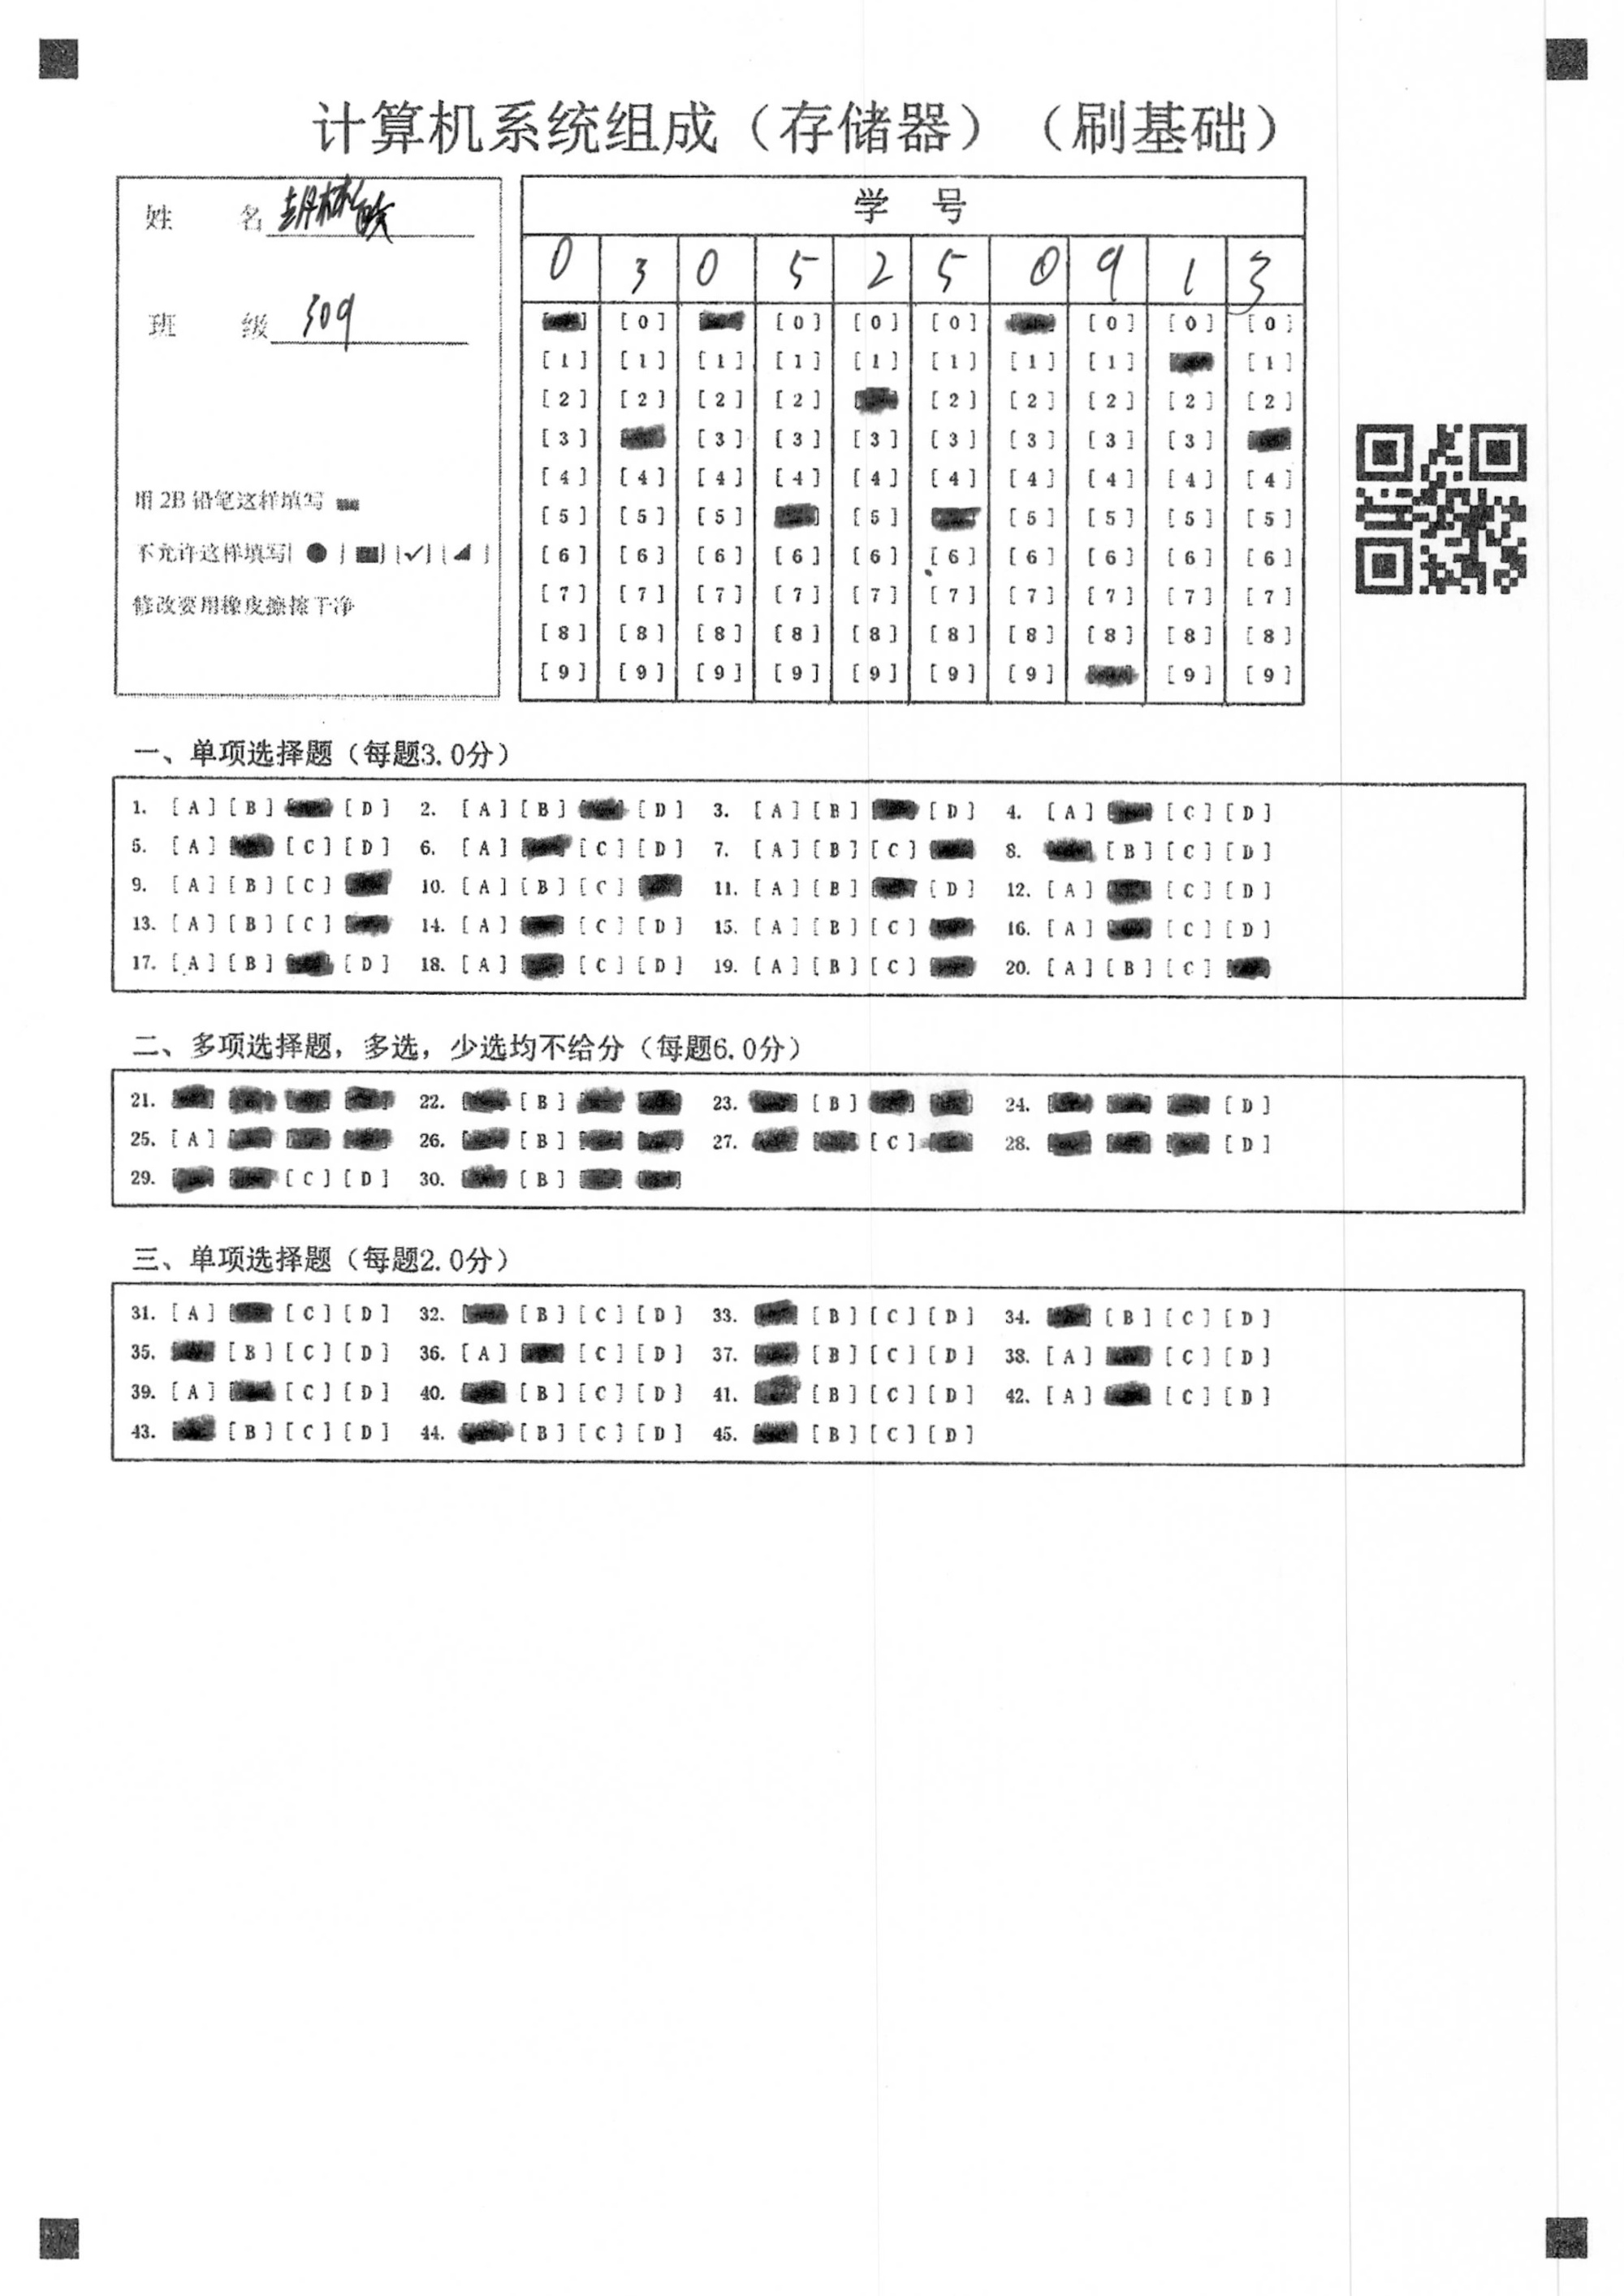 计算机系统组成（存储器）（刷基础）
姓 名
班 级 309
用 2B 铅笔这样填写
不允许这样填写[ ● ] [ ] [✓] [ ]
修改要用橡皮擦擦干净
学 号
0 3 0 5 2 5 0 9 1 3
[0] [0] [0] [0] [0] [0] [0]
[1] [1] [1] [1] [1] [1] [1] [1] [1]
[2] [2] [2] [2] [2] [2] [2] [2] [2]
[3] [3] [3] [3] [3] [3] [3] [3]
[4] [4] [4] [4] [4] [4] [4] [4] [4] [4]
[5] [5] [5] [5] [5] [5] [5] [5]
[6] [6] [6] [6] [6] [6] [6] [6] [6] [6]
[7] [7] [7] [7] [7] [7] [7] [7] [7] [7]
[8] [8] [8] [8] [8] [8] [8] [8] [8] [8]
[9] [9] [9] [9] [9] [9] [9] [9] [9]
一、单项选择题（每题3.0分）
1. [A] [B] [D] 2. [A] [B] [D] 3. [A] [B] [D] 4. [A] [C] [D]
5. [A] [C] [D] 6. [A] [C] [D] 7. [A] [B] [C] 8. [B] [C] [D]
9. [A] [B] [C] 10. [A] [B] [C] 11. [A] [B] [D] 12. [A] [C] [D]
13. [A] [B] [C] 14. [A] [C] [D] 15. [A] [B] [C] 16. [A] [C] [D]
17. [A] [B] [D] 18. [A] [C] [D] 19. [A] [B] [C] 20. [A] [B] [C]
二、多项选择题，多选，少选均不给分（每题6.0分）
21. 22. [B] 23. [B] 24. [D]
25. [A] 26. [B] 27. [C] 28. [D]
29. [C] [D] 30. [B]
三、单项选择题（每题2.0分）
31. [A] [C] [D] 32. [B] [C] [D] 33. [B] [C] [D] 34. [B] [C] [D]
35. [B] [C] [D] 36. [A] [C] [D] 37. [B] [C] [D] 38. [A] [C] [D]
39. [A] [C] [D] 40. [B] [C] [D] 41. [B] [C] [D] 42. [A] [C] [D]
43. [B] [C] [D] 44. [B] [C] [D] 45. [B] [C] [D]